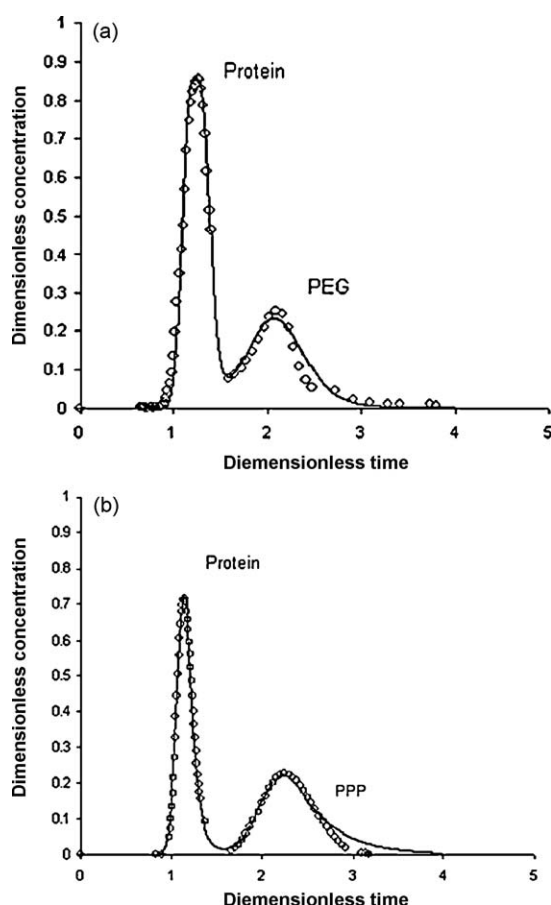 (a)
Protein
PEG
Dimensionless concentration
1
0.9
0.8
0.7
0.6
0.5
0.4
0.3
0.2
0.1
0
0 1 2 3 4 5
Diemensionless time
(b)
Protein
PPP
Dimensionless concentration
1
0.9
0.8
0.7
0.6
0.5
0.4
0.3
0.2
0.1
0
0 1 2 3 4 5
Diemensionless time